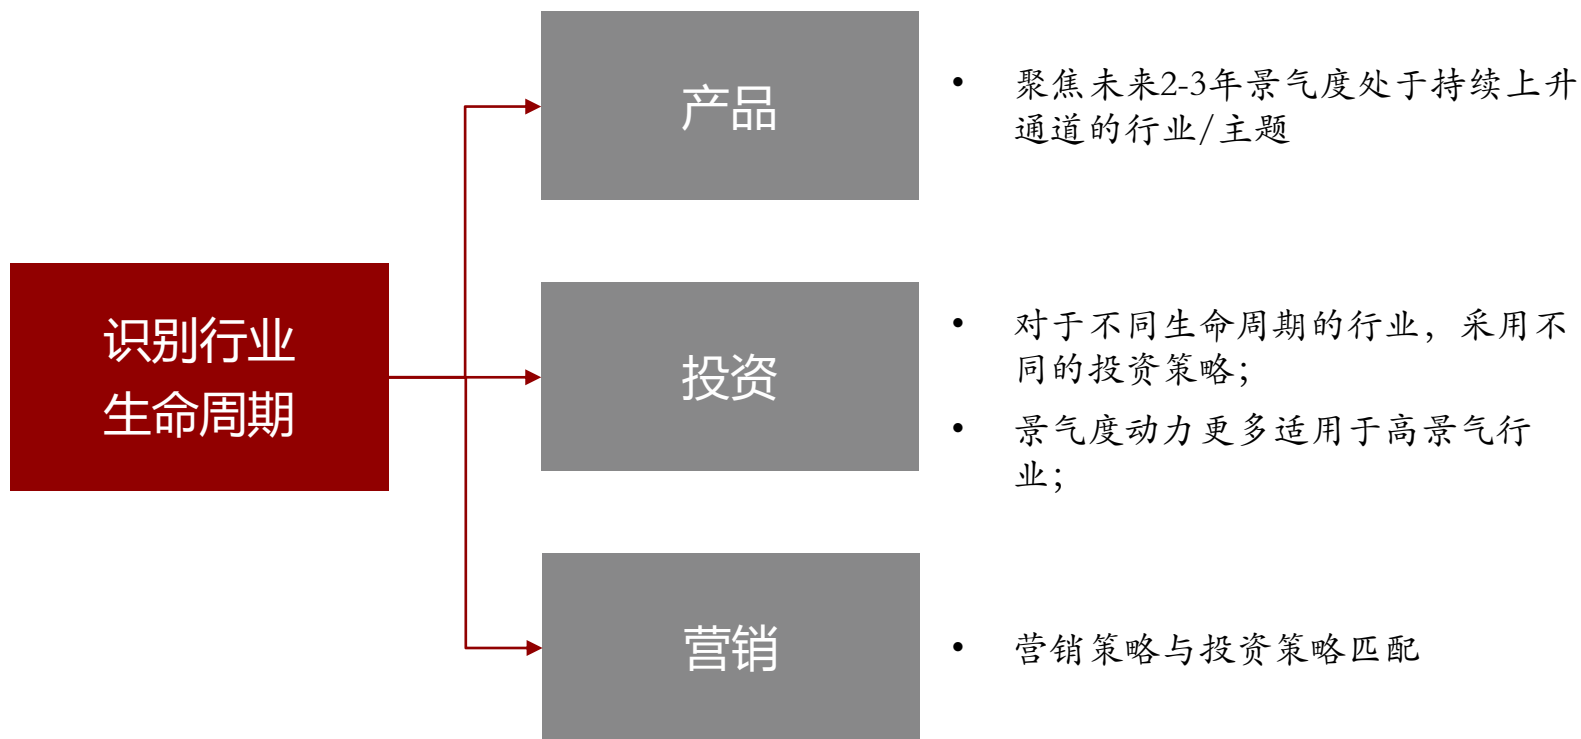 识别行业
生命周期
产品
• 聚焦未来2-3年景气度处于持续上升
通道的行业/主题
投资
• 对于不同生命周期的行业，采用不
同的投资策略；
• 景气度动力更多适用于高景气行
业；
营销
• 营销策略与投资策略匹配